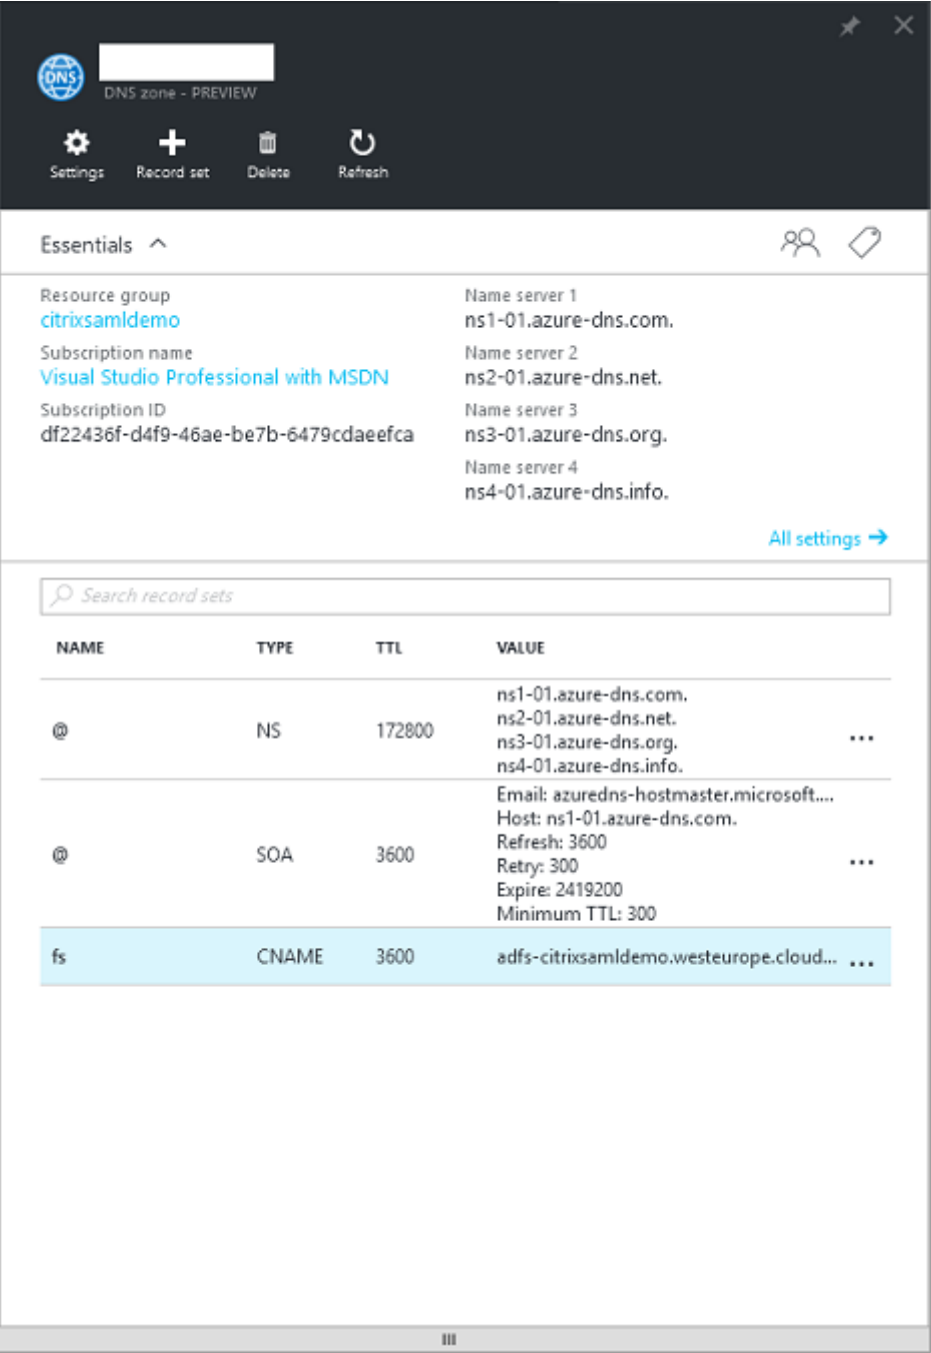 DNS
DNS zone - PREVIEW
Settings
Record set
Delete
Refresh
Essentials
Resource group
citrixsamldemo
Subscription name
Visual Studio Professional with MSDN
Subscription ID
df22436f-d4f9-46ae-be7b-6479cdaeefca
Name server 1
ns1-01.azure-dns.com.
Name server 2
ns2-01.azure-dns.net.
Name server 3
ns3-01.azure-dns.org.
Name server 4
ns4-01.azure-dns.info.
All settings →
Search record sets
NAME TYPE TTL VALUE
@ NS 172800
ns1-01.azure-dns.com.
ns2-01.azure-dns.net.
ns3-01.azure-dns.org.
ns4-01.azure-dns.info.
...
@ SOA 3600
Email: azuredns-hostmaster.microsoft....
Host: ns1-01.azure-dns.com.
Refresh: 3600
Retry: 300
Expire: 2419200
Minimum TTL: 300
...
fs CNAME 3600 adfs-citrixsamldemo.westeurope.cloud... ...